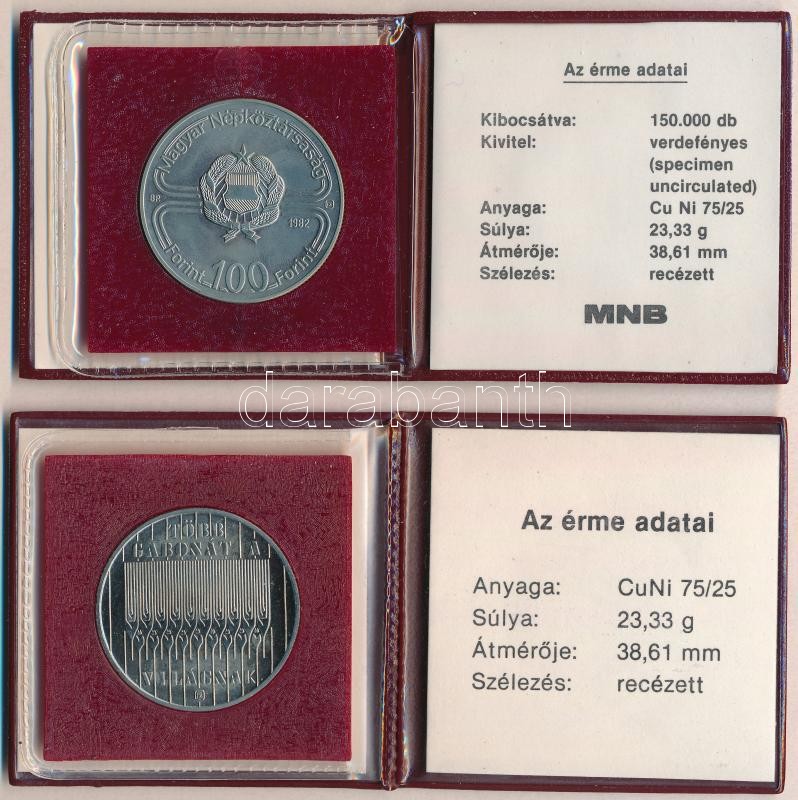 Magyar Népköztársaság
BP.
1982
Forint 100 Forint
Az érme adatai
Kibocsátva: 150.000 db
Kivitel: verdefényes
(specimen
uncirculated)
Anyaga: Cu Ni 75/25
Súlya: 23,33 g
Átmérője: 38,61 mm
Szélezés: recézett
MNB
darabanth
TÖBB
GABONÁT A
VILÁGNAK
Az érme adatai
Anyaga: CuNi 75/25
Súlya: 23,33 g
Átmérője: 38,61 mm
Szélezés: recézett